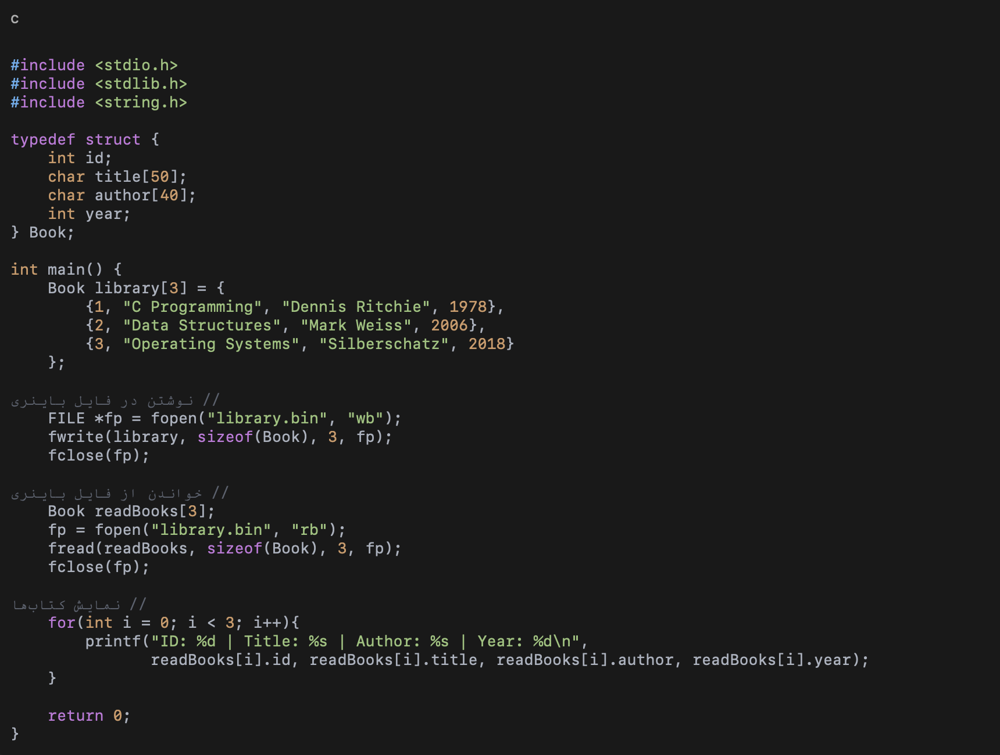 c
#include <stdio.h>
#include <stdlib.h>
#include <string.h>
typedef struct {
    int id;
    char title[50];
    char author[40];
    int year;
} Book;
int main() {
    Book library[3] = {
        {1, "C Programming", "Dennis Ritchie", 1978},
        {2, "Data Structures", "Mark Weiss", 2006},
        {3, "Operating Systems", "Silberschatz", 2018}
    };
// نوشتن در فایل باینری
    FILE *fp = fopen("library.bin", "wb");
    fwrite(library, sizeof(Book), 3, fp);
    fclose(fp);
// خواندن از فایل باینری
    Book readBooks[3];
    fp = fopen("library.bin", "rb");
    fread(readBooks, sizeof(Book), 3, fp);
    fclose(fp);
// نمایش کتاب‌ها
    for(int i = 0; i < 3; i++){
        printf("ID: %d | Title: %s | Author: %s | Year: %d\n",
               readBooks[i].id, readBooks[i].title, readBooks[i].author, readBooks[i].year);
    }
    return 0;
}